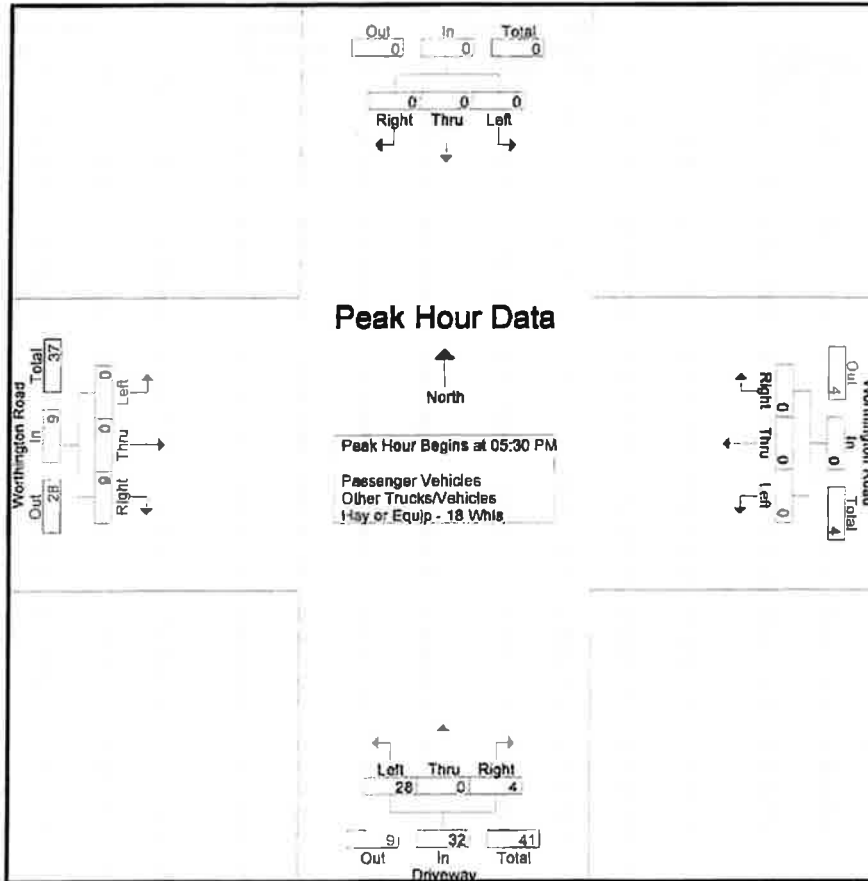 Out In Total
0 0 0
0 0 0
Right Thru Left
Peak Hour Data
North
Peak Hour Begins at 05:30 PM
Passenger Vehicles
Other Trucks/Vehicles
Hay or Equip - 18 Whls
Worthington Road
Out In Total
28 9 37
9 0 0
Right Thru Left
Right Thru Left
0 0 0
Out In Total
4 0 4
Worthington Road
Left Thru Right
28 0 4
9 32 41
Out In Total
Driveway